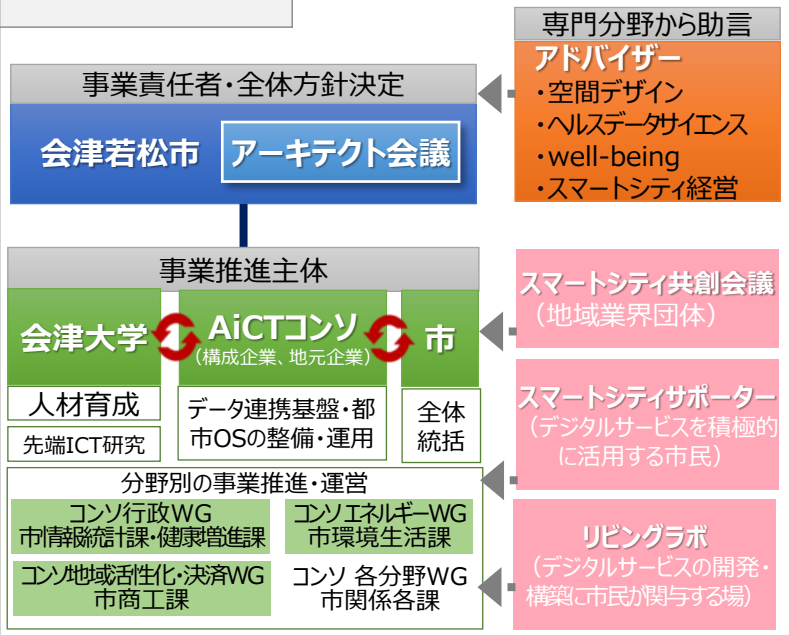 専門分野から助言
アドバイザー
・空間デザイン
・ヘルスデータサイエンス
・well-being
・スマートシティ経営
事業責任者・全体方針決定
会津若松市
アーキテクト会議
事業推進主体
会津大学
AiCTコンソ
（構成企業、地元企業）
市
人材育成
先端ICT研究
データ連携基盤・都
市OSの整備・運用
全体
統括
分野別の事業推進・運営
コンソ行政WG
市情報統計課・健康増進課
コンソエネルギーWG
市環境生活課
コンソ地域活性化・決済WG
市商工課
コンソ 各分野WG
市関係各課
スマートシティ共創会議
（地域業界団体）
スマートシティサポーター
（デジタルサービスを積極的
に活用する市民）
リビングラボ
（デジタルサービスの開発・
構築に市民が関与する場）